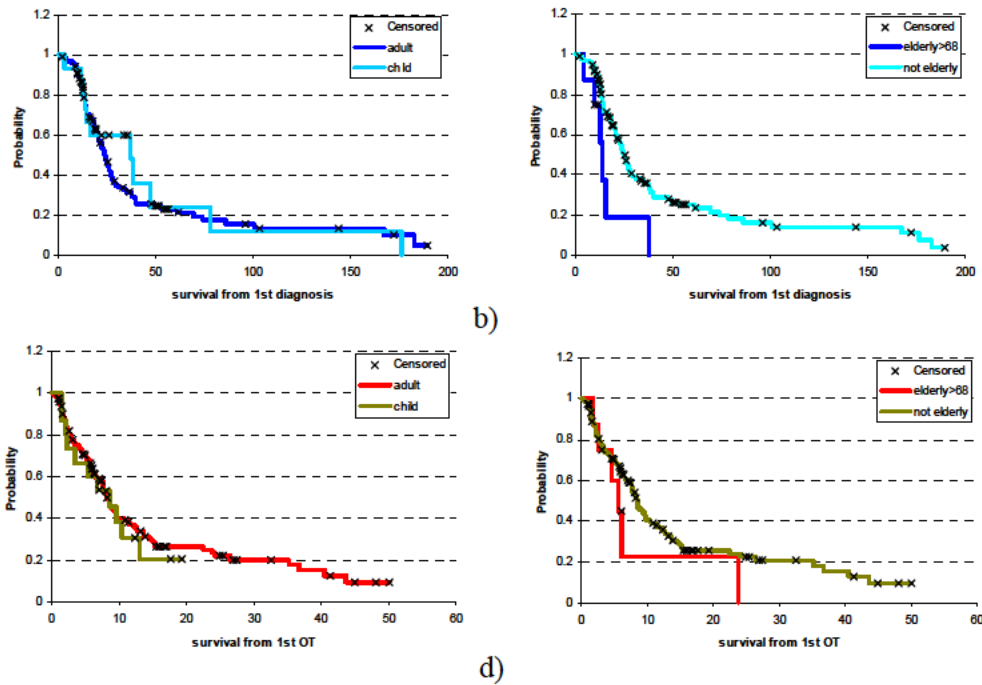 1.2
1
0.8
0.6
0.4
0.2
0
Probability
0 50 100 150 200
survival from 1st diagnosis
Censored
adult
child
1.2
1
0.8
0.6
0.4
0.2
0
Probability
0 50 100 150 200
survival from 1st diagnosis
Censored
elderly>68
not elderly
b)
1.2
1
0.8
0.6
0.4
0.2
0
Probability
0 10 20 30 40 50 60
survival from 1st OT
Censored
adult
child
1.2
1
0.8
0.6
0.4
0.2
0
Probability
0 10 20 30 40 50 60
survival from 1st OT
Censored
elderly>68
not elderly
d)